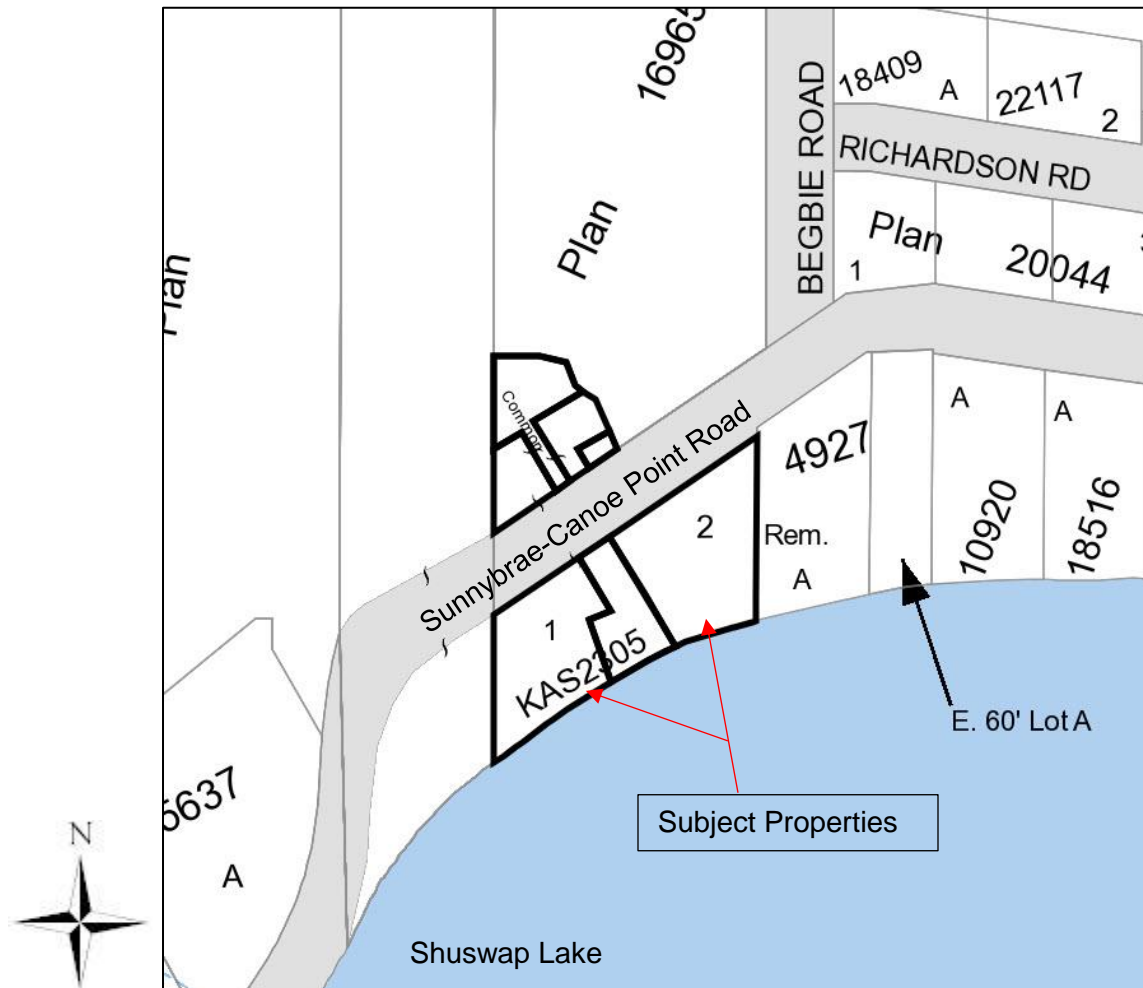 16965
Plan
Plan
BEGBIE ROAD
18409
A
22117
2
RICHARDSON RD
Plan
20044
1
Common
Sunnybrae-Canoe Point Road
4927
Rem.
A
A
A
10920
18516
2
1
KAS2305
E. 60' Lot A
5637
A
Subject Properties
N
Shuswap Lake